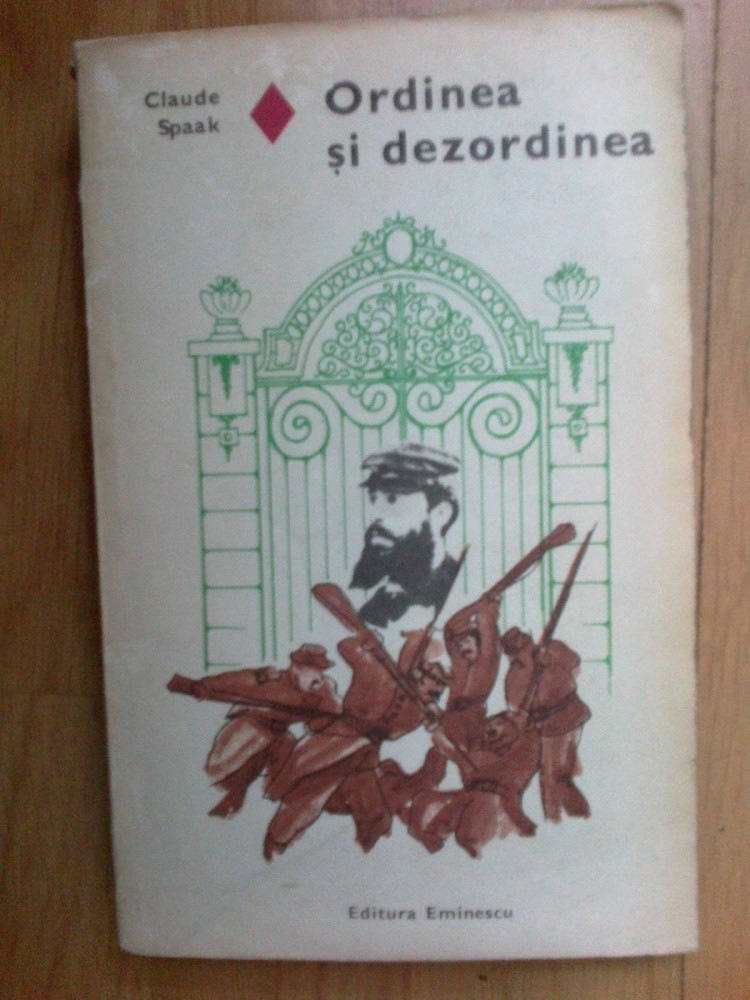 Claude
Spaak
Ordinea
și dezordinea
Editura Eminescu